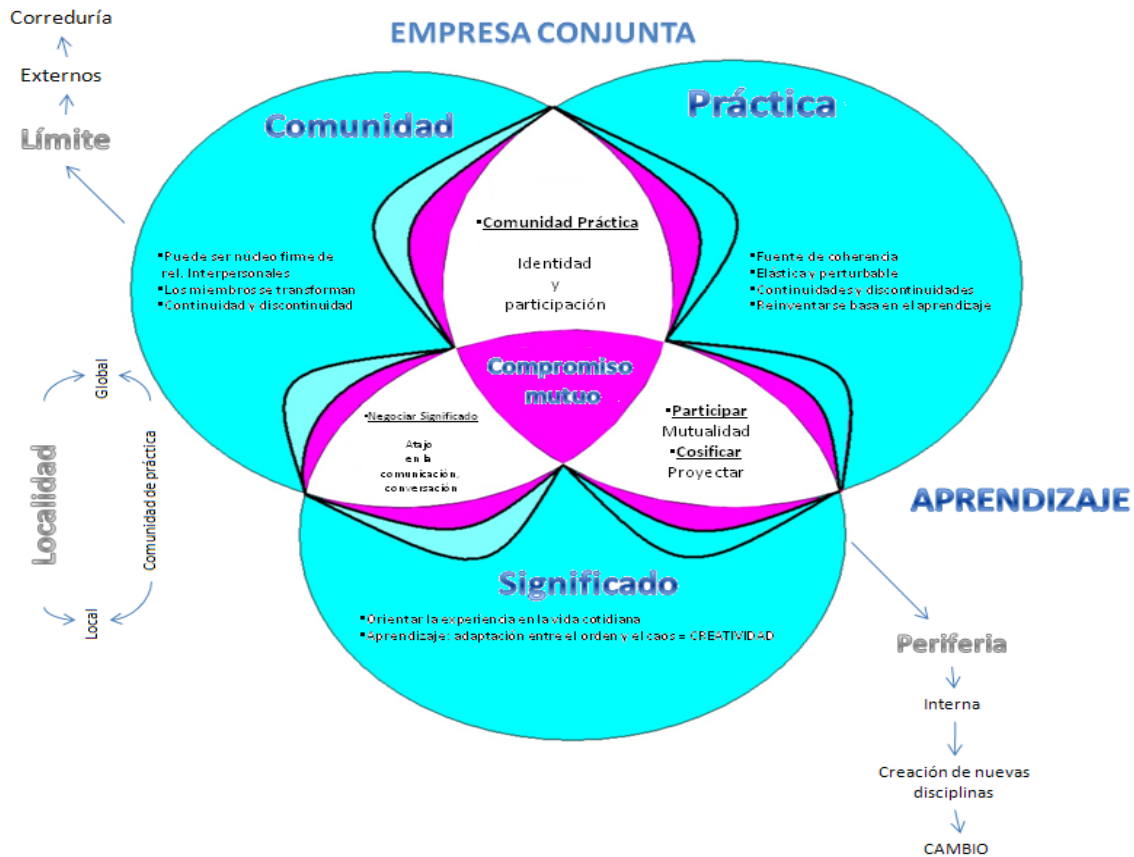 Correduría
Externos
Límite
EMPRESA CONJUNTA
Comunidad
Práctica
▪Comunidad Práctica
Identidad
y
participación
▪Puede ser núcleo firme de
rel. Interpersonales
▪Los miembros se transforman
▪Continuidad y discontinuidad
▪Fuente de coherencia
▪Elástica y perturbable
▪Continuidades y discontinuidades
▪Reinventarse basa en el aprendizaje
Compromiso
mutuo
▪Negociar Significado
Atajo
en la
comunicación,
conversación
▪Participar
Mutualidad
▪Cosificar
Proyectar
Global
Localidad
Comunidad de práctica
Local
APRENDIZAJE
Significado
▪Orientar la experiencia en la vida cotidiana
▪Aprendizaje: adaptación entre el orden y el caos = CREATIVIDAD
Periferia
Interna
Creación de nuevas
disciplinas
CAMBIO